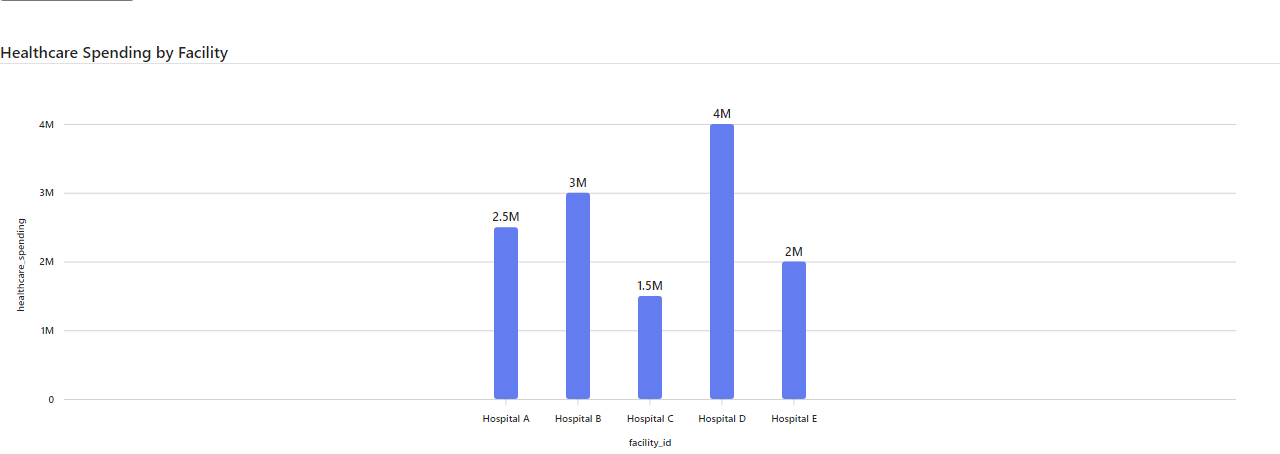 Healthcare Spending by Facility
4M
4M
3M
3M
2.5M
2M
2M
1.5M
1M
0
healthcare_spending
Hospital A Hospital B Hospital C Hospital D Hospital E
facility_id